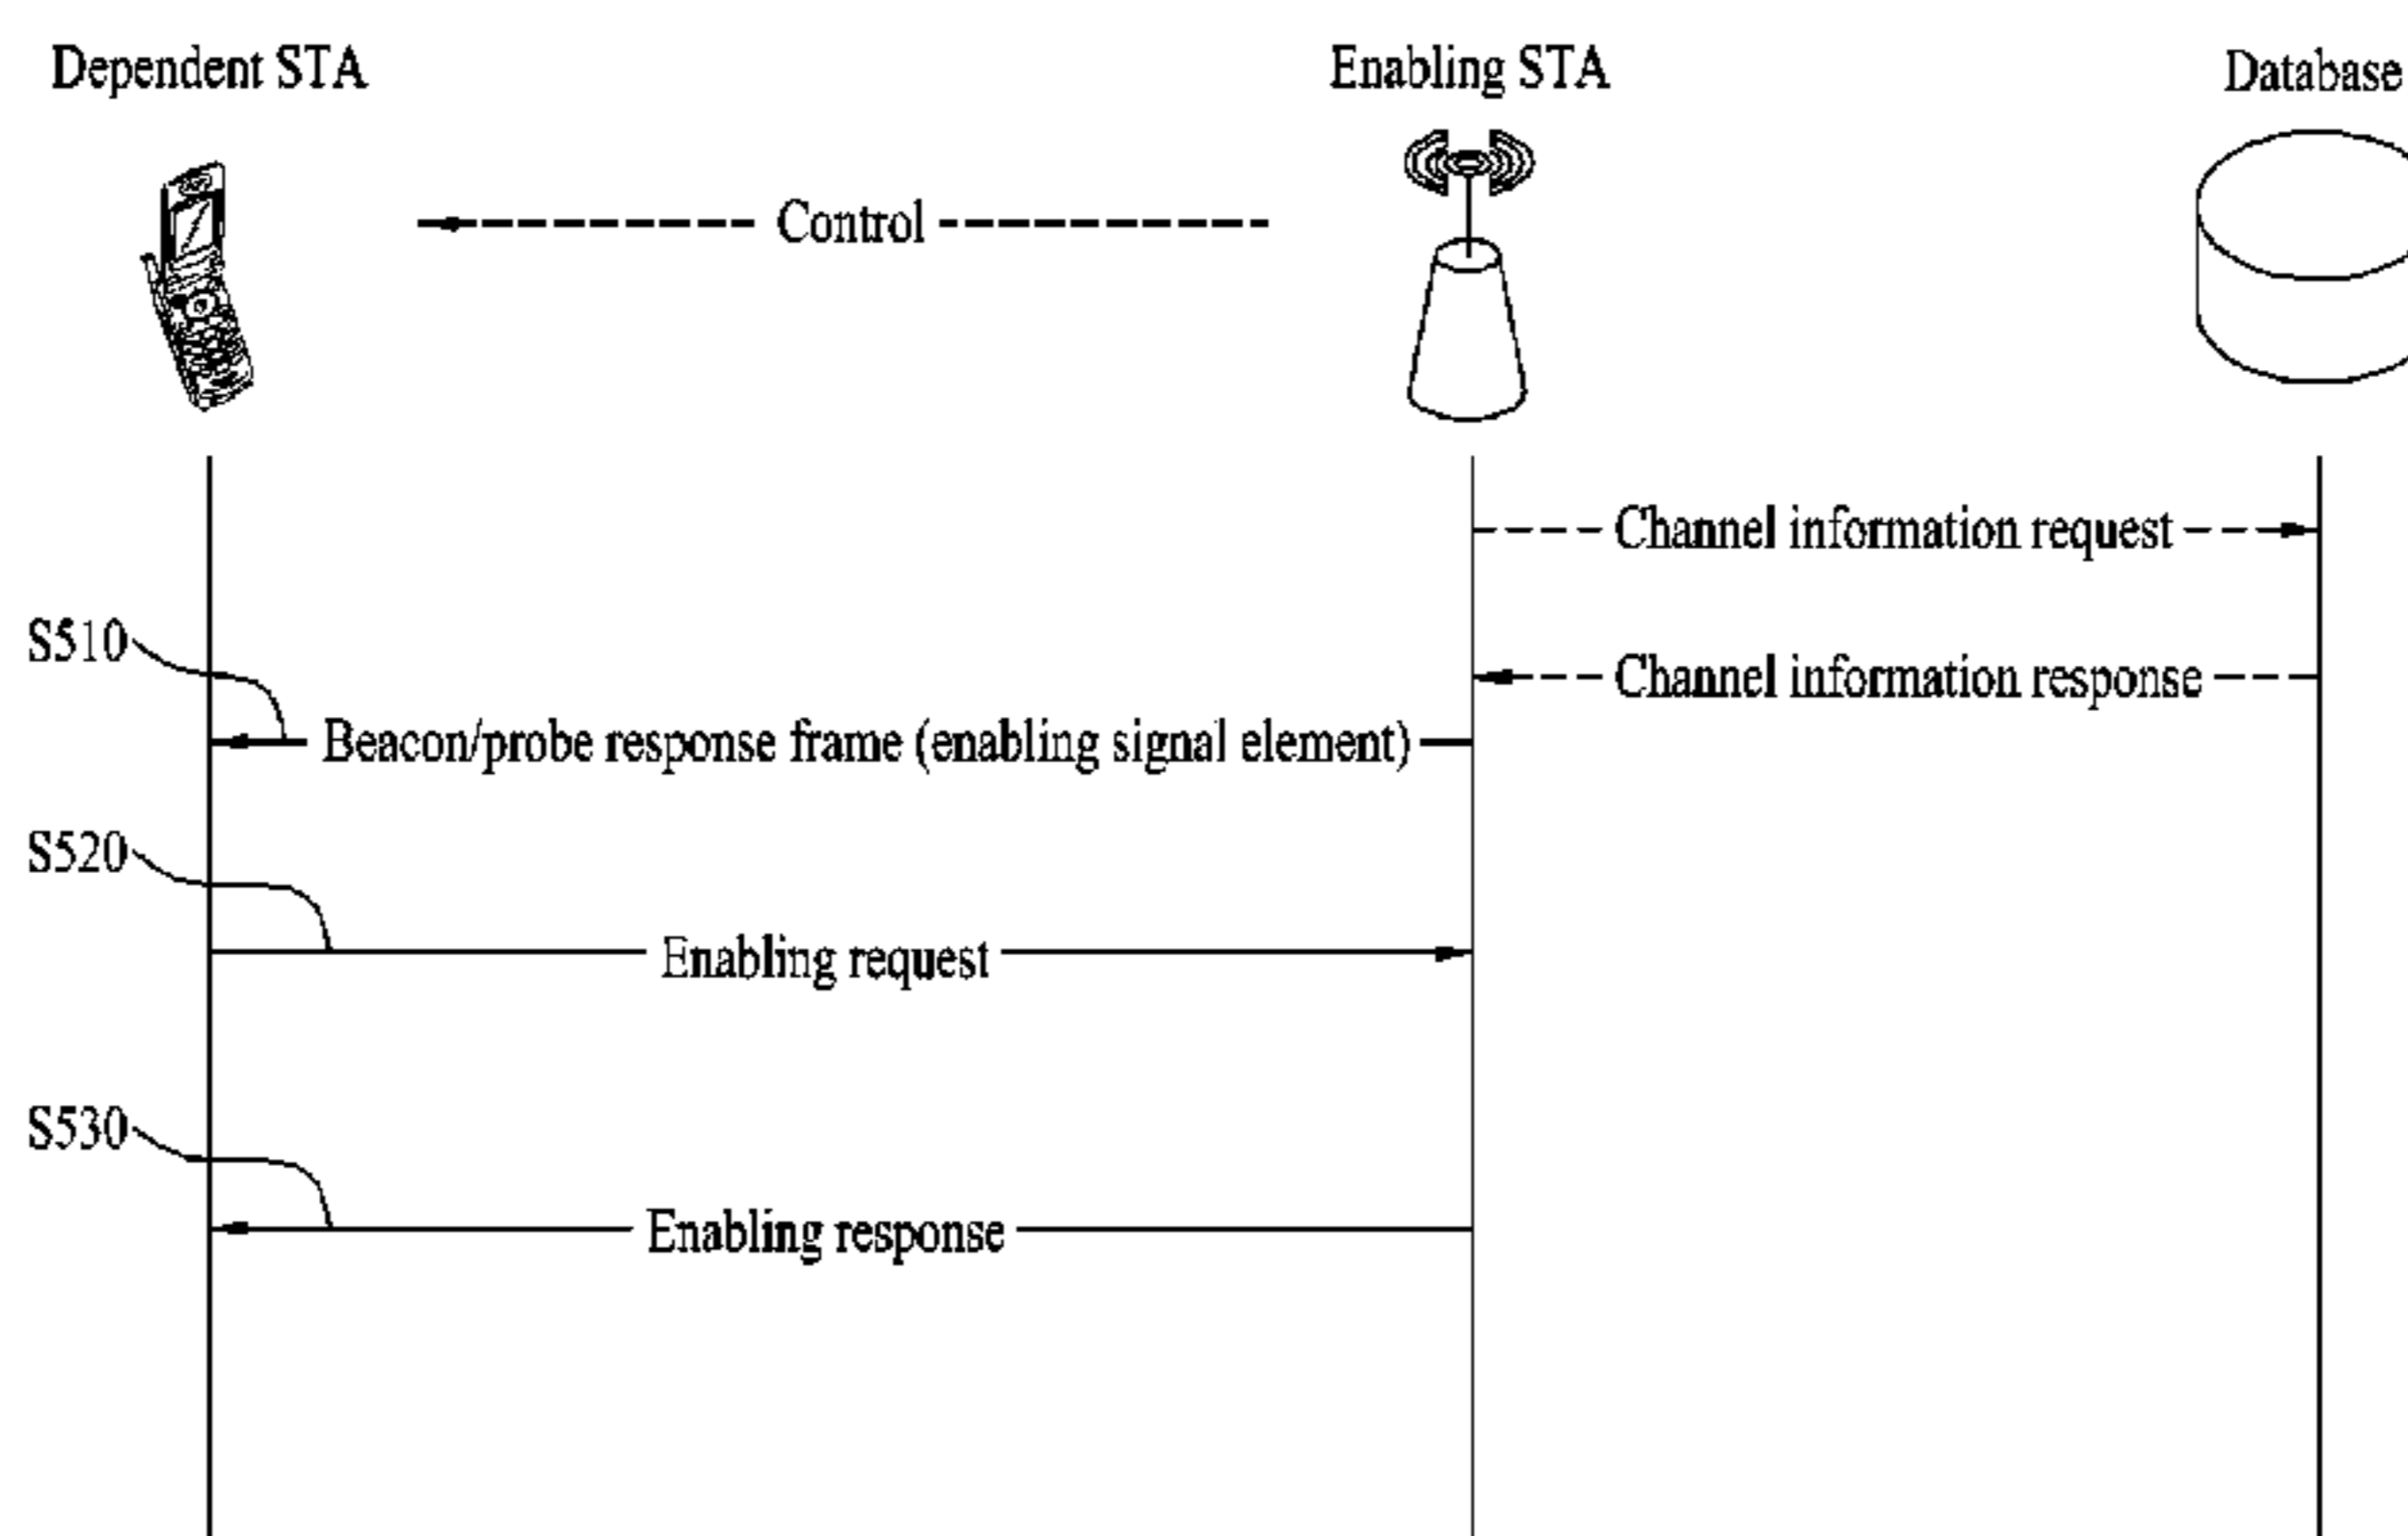 Dependent STA
Enabling STA
Database
Control
Channel information request
S510
Channel information response
Beacon/probe response frame (enabling signal element)
S520
Enabling request
S530
Enabling response